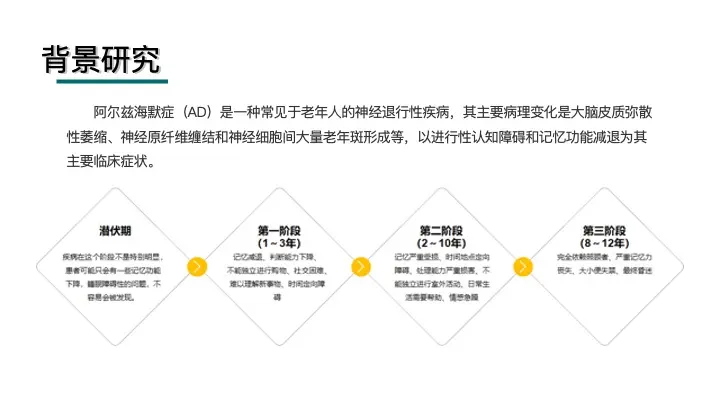 背景研究
阿尔兹海默症（AD）是一种常见于老年人的神经退行性疾病，其主要病理变化是大脑皮质弥散
性萎缩、神经原纤维缠结和神经细胞间大量老年斑形成等，以进行性认知障碍和记忆功能减退为其
主要临床症状。
潜伏期
疾病在这个阶段不是特别明显，
患者可能只会有一些记忆功能
下降、睡眠障碍性的问题，不
容易会被发现。
第一阶段
（1～3年）
记忆减退、判断能力下降、
不能独立进行购物、社交困难、
难以理解新事物、时间定向障
碍
第二阶段
（2～10年）
记忆严重受损、时间地点定向
障碍、处理能力严重损害、不
能独立进行室外活动、日常生
活需要帮助、情感急躁
第三阶段
（8～12年）
完全依赖照顾者、严重记忆力
丧失、大小便失禁、最终昏迷